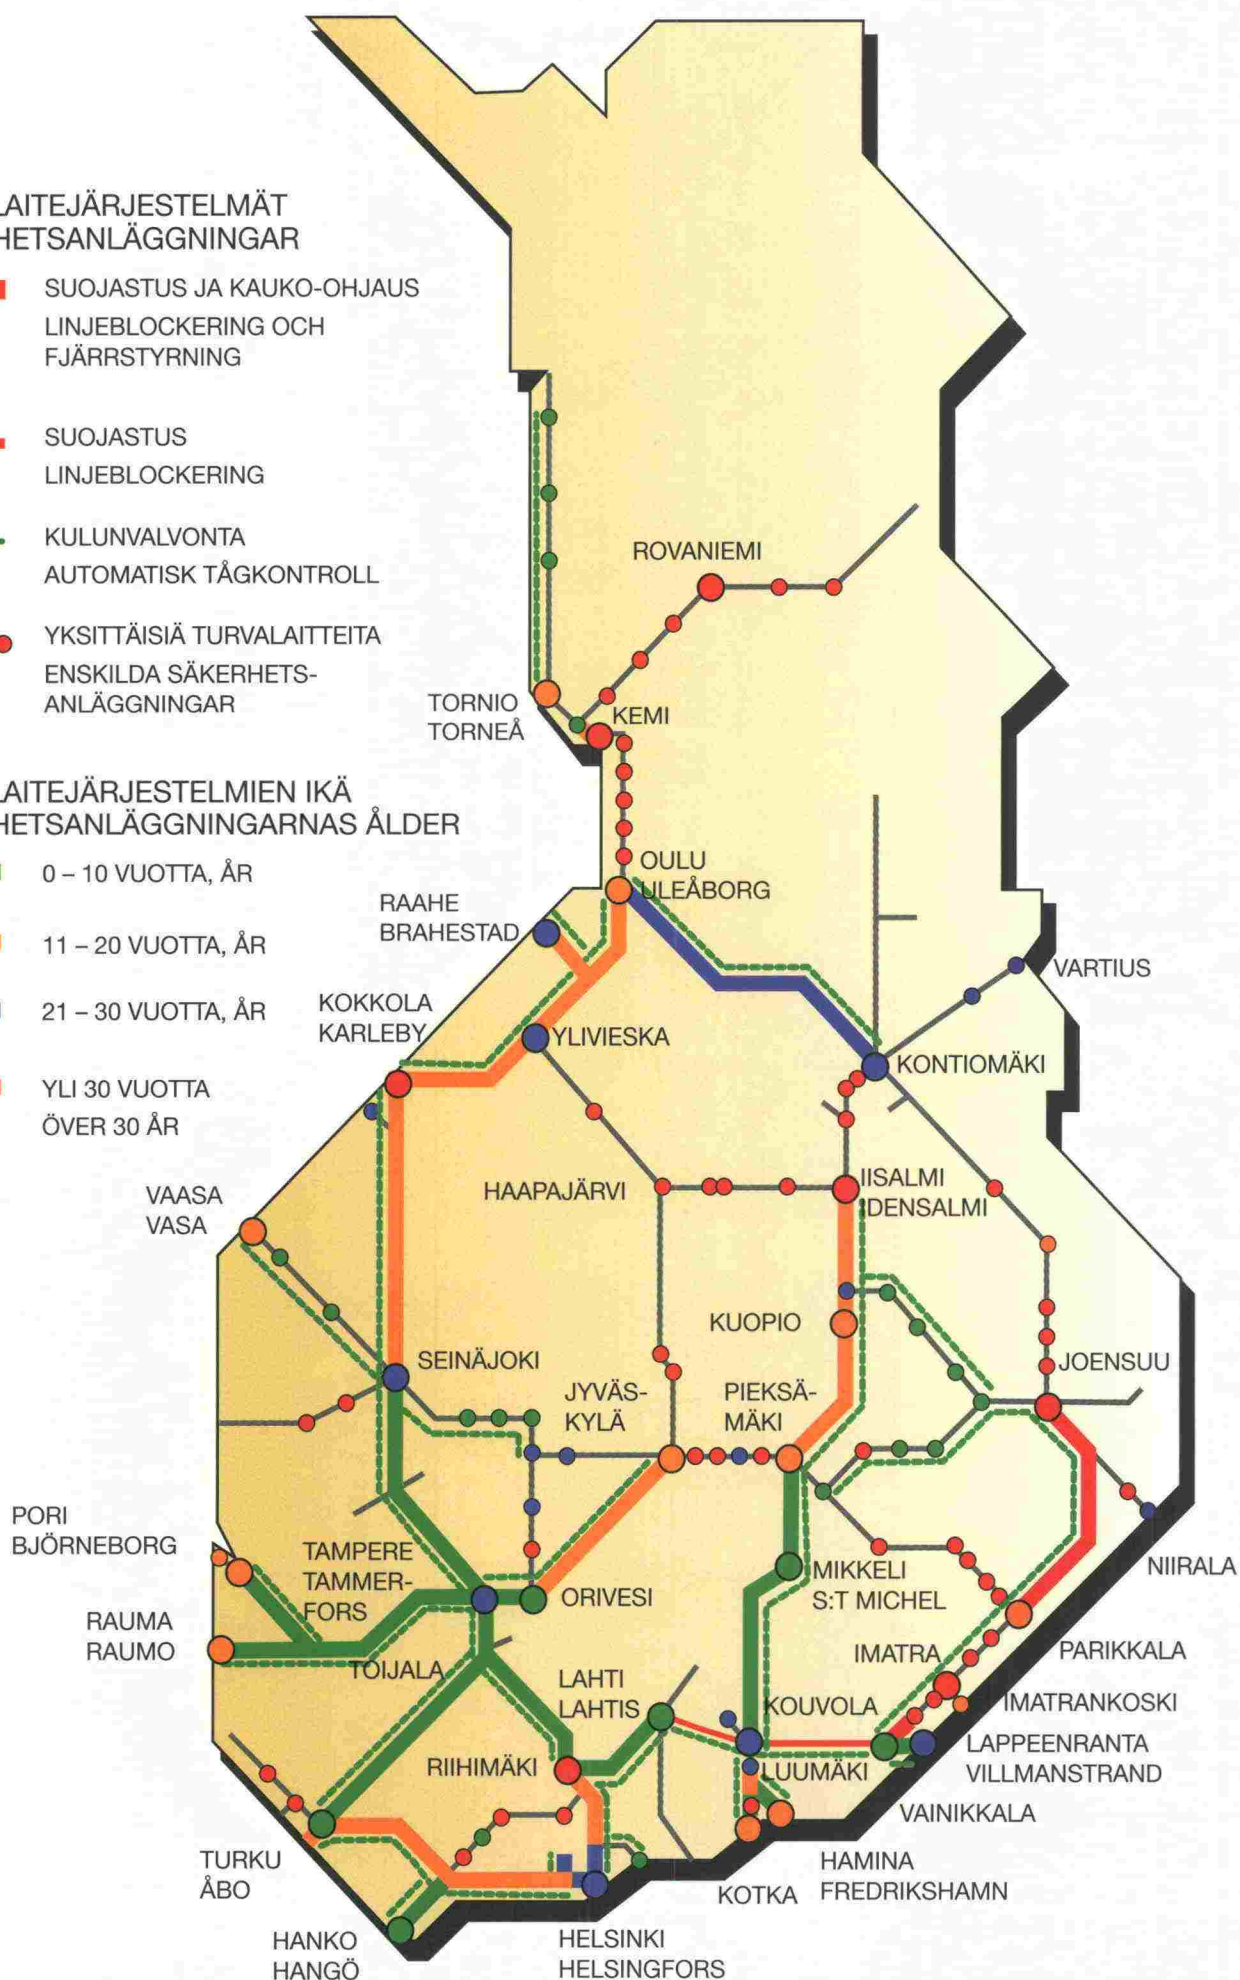 LAITEJÄRJESTELMÄT
HETSANLÄGGNINGAR
SUOJASTUS JA KAUKO-OHJAUS
LINJEBLOCKERING OCH
FJÄRRSTYRNING
SUOJASTUS
LINJEBLOCKERING
KULUNVALVONTA
AUTOMATISK TÅGKONTROLL
YKSITTÄISIÄ TURVALAITTEITA
ENSKILDA SÄKERHETS-
ANLÄGGNINGAR
LAITEJÄRJESTELMIEN IKÄ
HETSANLÄGGNINGARNAS ÅLDER
0 – 10 VUOTTA, ÅR
11 – 20 VUOTTA, ÅR
21 – 30 VUOTTA, ÅR
YLI 30 VUOTTA
ÖVER 30 ÅR
ROVANIEMI
TORNIO
TORNEÅ
KEMI
OULU
ULEÅBORG
RAAHE
BRAHESTAD
VARTIUS
KOKKOLA
KARLEBY
YLIVIESKA
KONTIOMÄKI
HAAPAJÄRVI
IISALMI
IDENSALMI
VAASA
VASA
KUOPIO
SEINÄJOKI
JOENSUU
JYVÄS-
KYLÄ
PIEKSÄ-
MÄKI
PORI
BJÖRNEBORG
TAMPERE
TAMMER-
FORS
ORIVESI
MIKKELI
S:T MICHEL
NIIRALA
RAUMA
RAUMO
TOIJALA
IMATRA
PARIKKALA
LAHTI
LAHTIS
KOUVOLA
IMATRANKOSKI
RIIHIMÄKI
LUUMÄKI
LAPPEENRANTA
VILLMANSTRAND
VAINIKKALA
TURKU
ÅBO
HAMINA
FREDRIKSHAMN
KOTKA
HANKO
HANGÖ
HELSINKI
HELSINGFORS